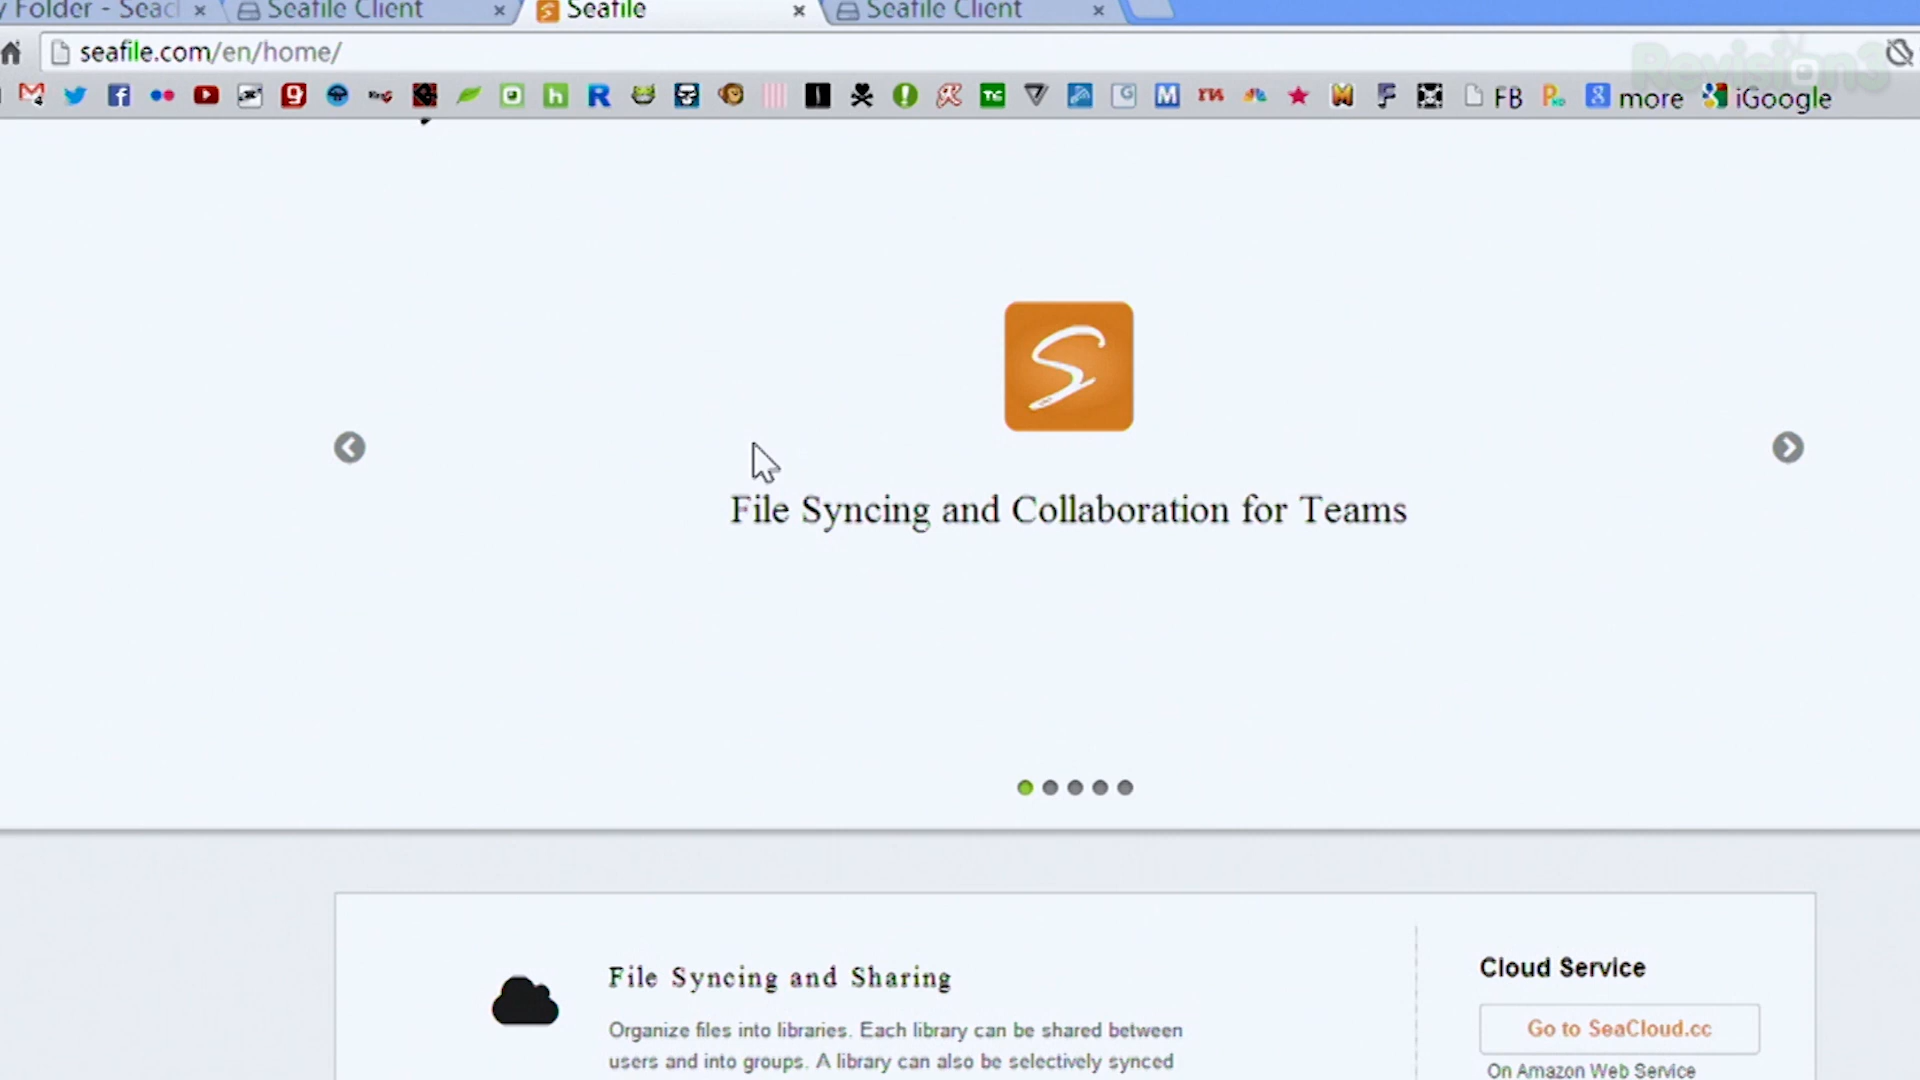 y Folder - Seacl
Seafile Client
Seafile
Seafile Client
seafile.com/en/home/
Revision3
FB
more
iGoogle
File Syncing and Collaboration for Teams
File Syncing and Sharing
Organize files into libraries. Each library can be shared between
users and into groups. A library can also be selectively synced
Cloud Service
Go to SeaCloud.cc
On Amazon Web Service